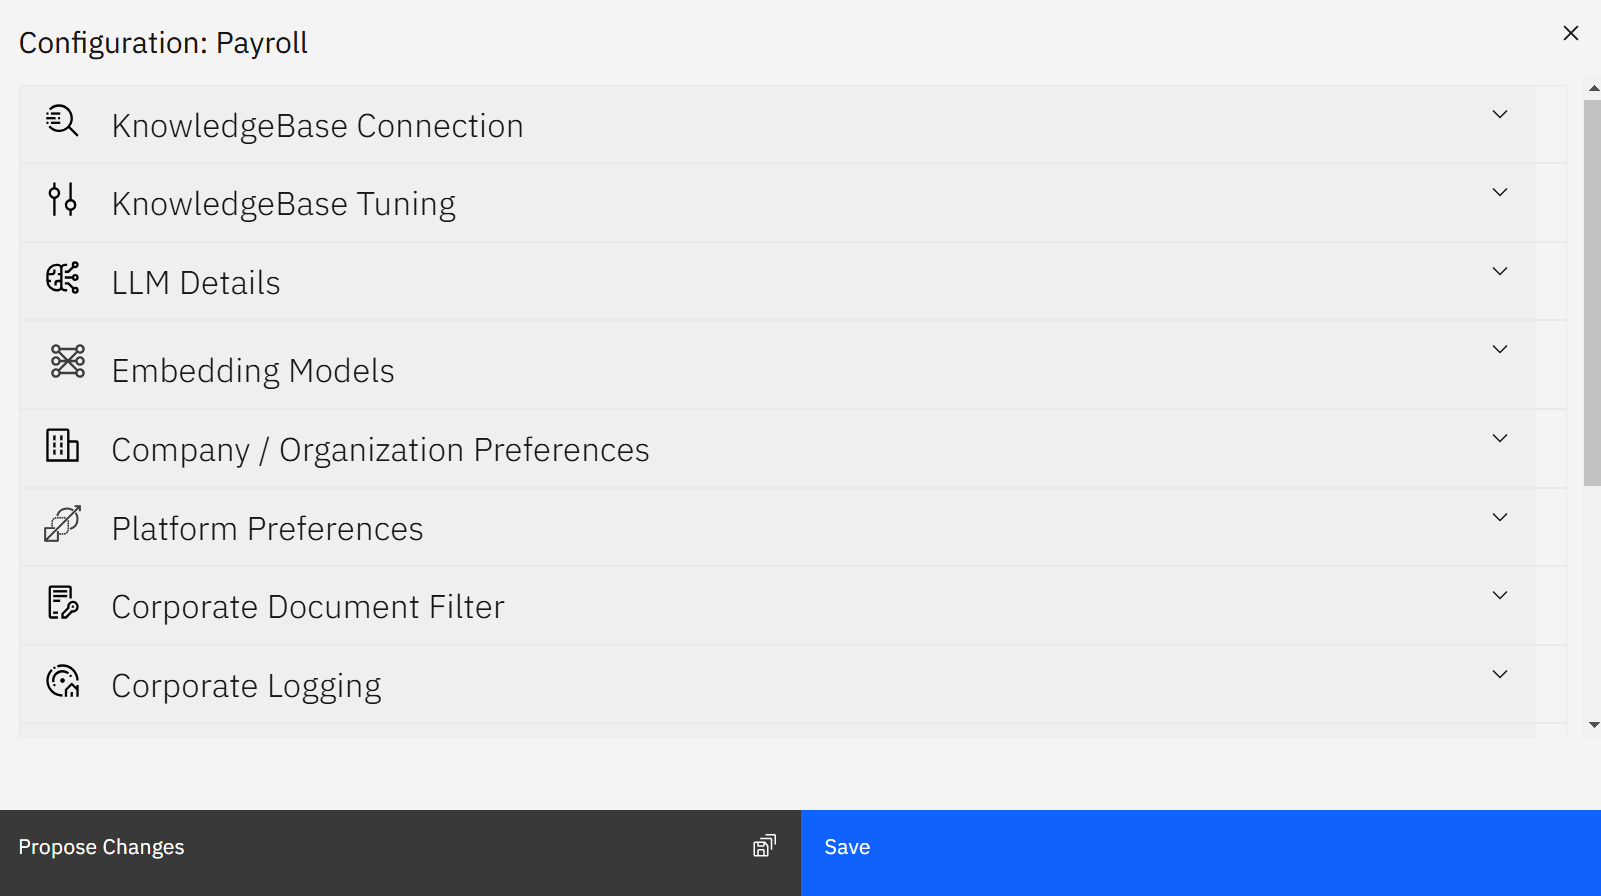 Configuration: Payroll
KnowledgeBase Connection
KnowledgeBase Tuning
LLM Details
Embedding Models
Company / Organization Preferences
Platform Preferences
Corporate Document Filter
Corporate Logging
Propose Changes
Save